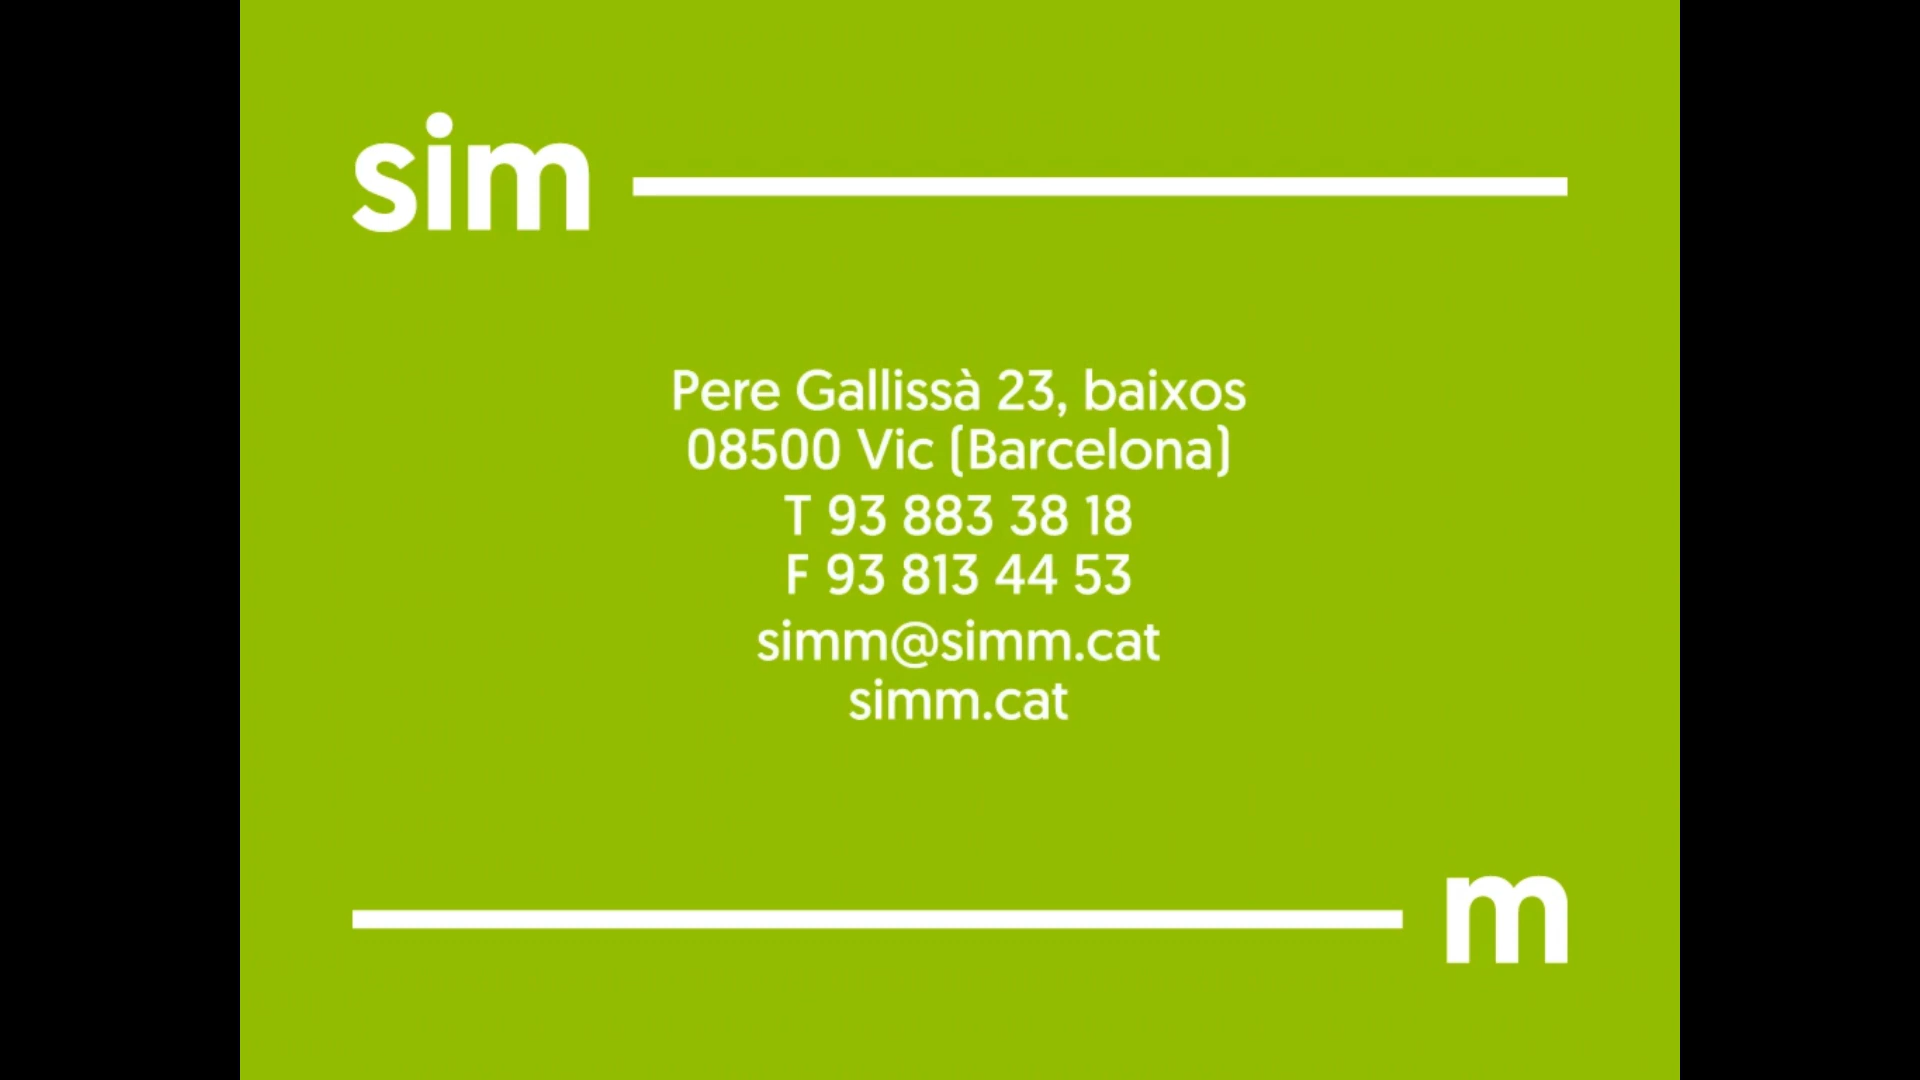 sim
Pere Gallissà 23, baixos
08500 Vic (Barcelona)
T 93 883 38 18
F 93 813 44 53
simm@simm.cat
simm.cat
m